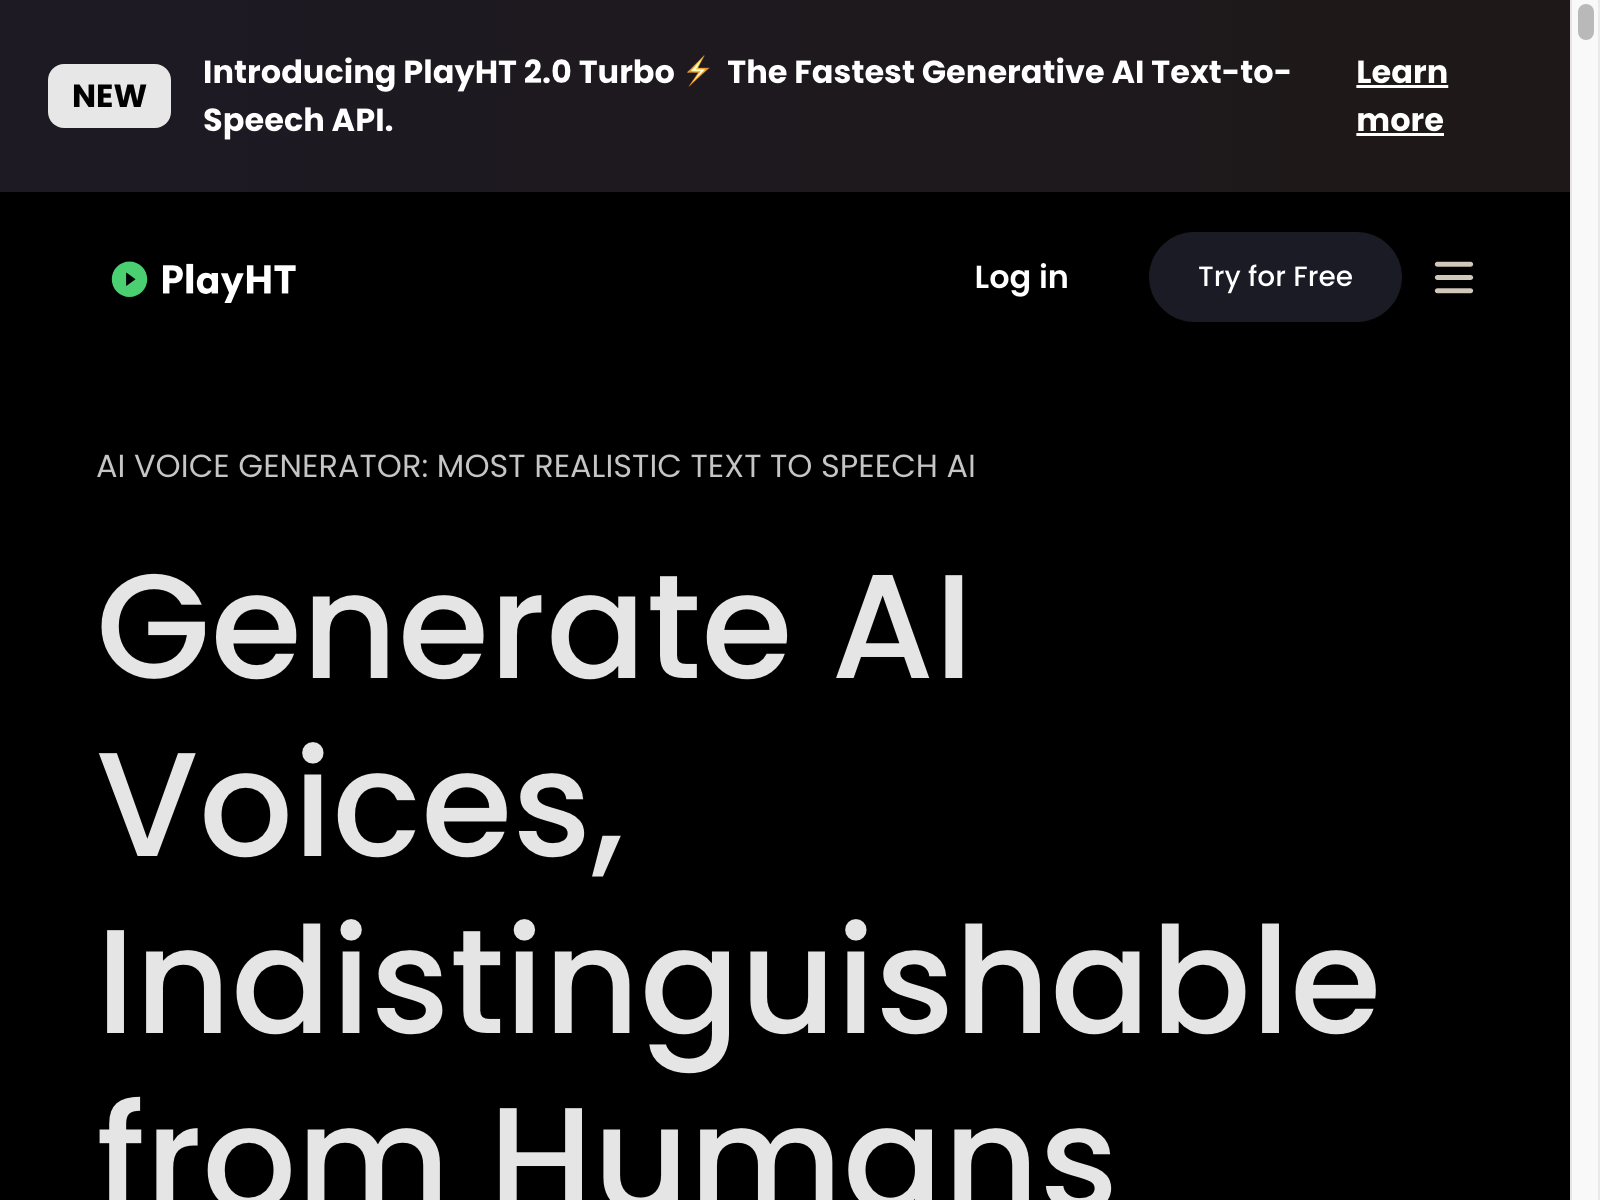 NEW
Introducing PlayHT 2.0 Turbo ⚡ The Fastest Generative AI Text-to-
Speech API.
Learn
more
PlayHT
Log in
Try for Free
AI VOICE GENERATOR: MOST REALISTIC TEXT TO SPEECH AI
Generate AI
Voices,
Indistinguishable
from Humans